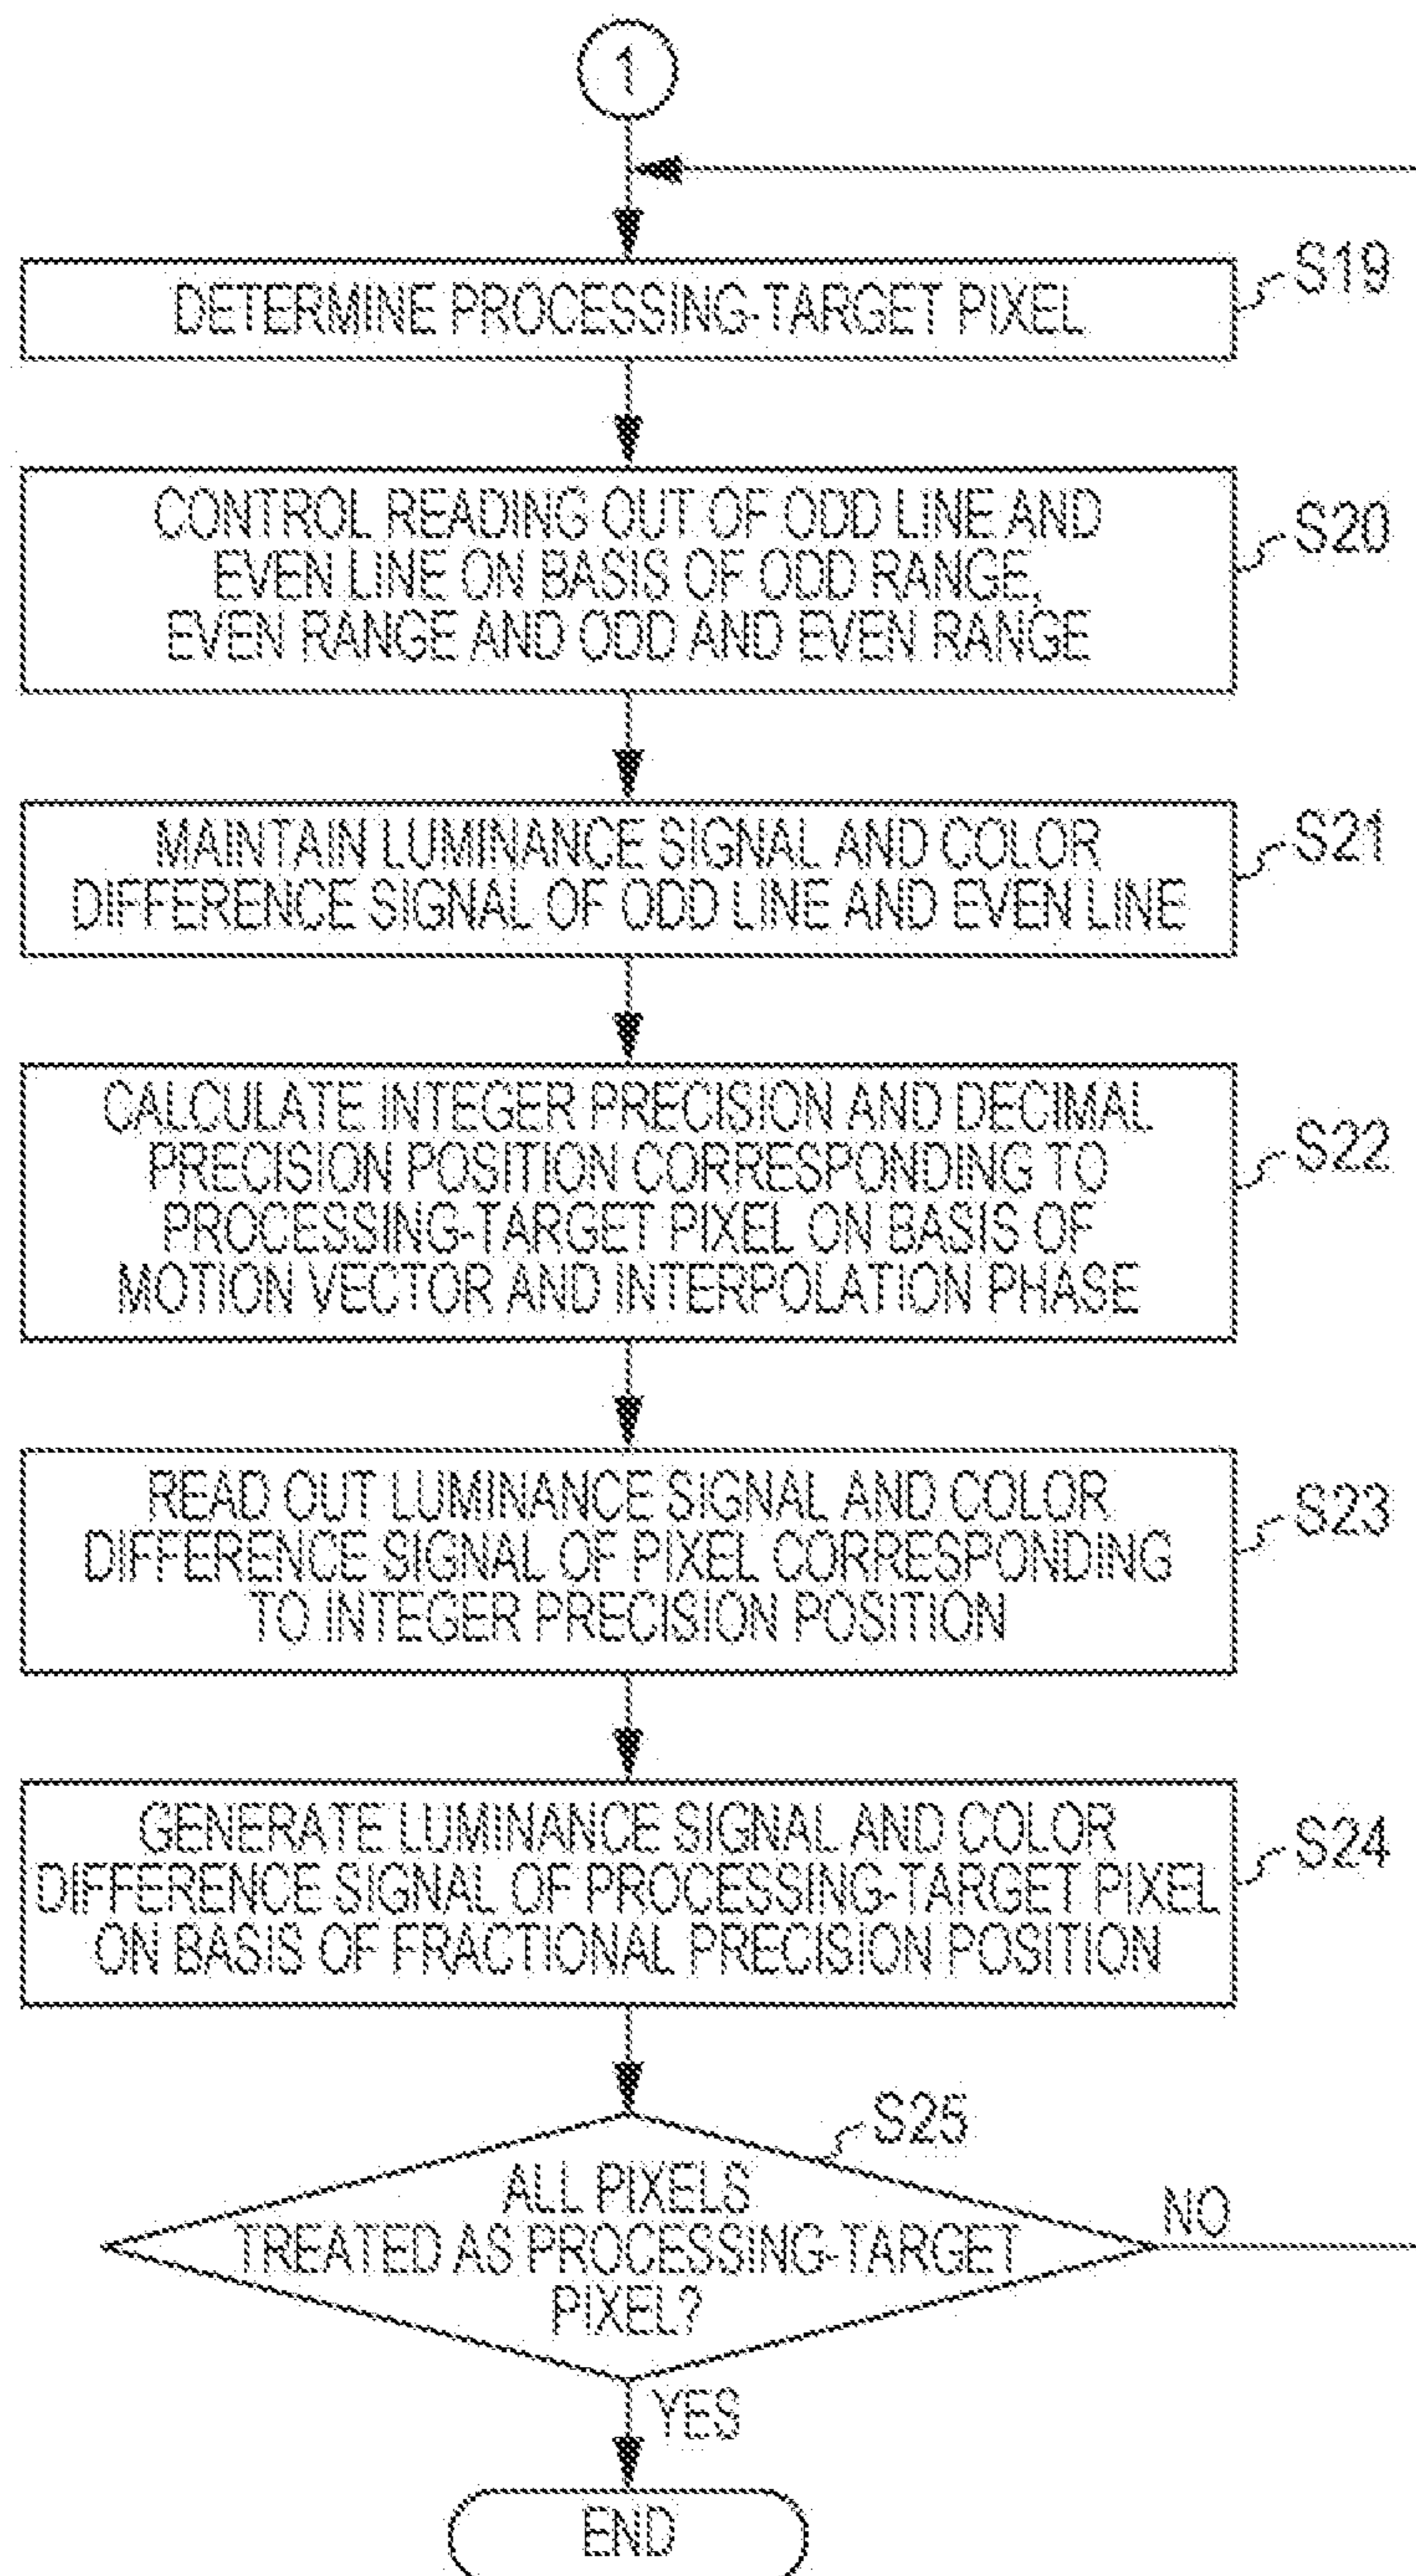 1
DETERMINE PROCESSING-TARGET PIXEL
S19
CONTROL READING OUT OF ODD LINE AND
EVEN LINE ON BASIS OF ODD RANGE,
EVEN RANGE AND ODD AND EVEN RANGE
S20
MAINTAIN LUMINANCE SIGNAL AND COLOR
DIFFERENCE SIGNAL OF ODD LINE AND EVEN LINE
S21
CALCULATE INTEGER PRECISION AND DECIMAL
PRECISION POSITION CORRESPONDING TO
PROCESSING-TARGET PIXEL ON BASIS OF
MOTION VECTOR AND INTERPOLATION PHASE
S22
READ OUT LUMINANCE SIGNAL AND COLOR
DIFFERENCE SIGNAL OF PIXEL CORRESPONDING
TO INTEGER PRECISION POSITION
S23
GENERATE LUMINANCE SIGNAL AND COLOR
DIFFERENCE SIGNAL OF PROCESSING-TARGET PIXEL
ON BASIS OF FRACTIONAL PRECISION POSITION
S24
S25
ALL PIXELS
TREATED AS PROCESSING-TARGET
PIXEL?
NO
YES
END